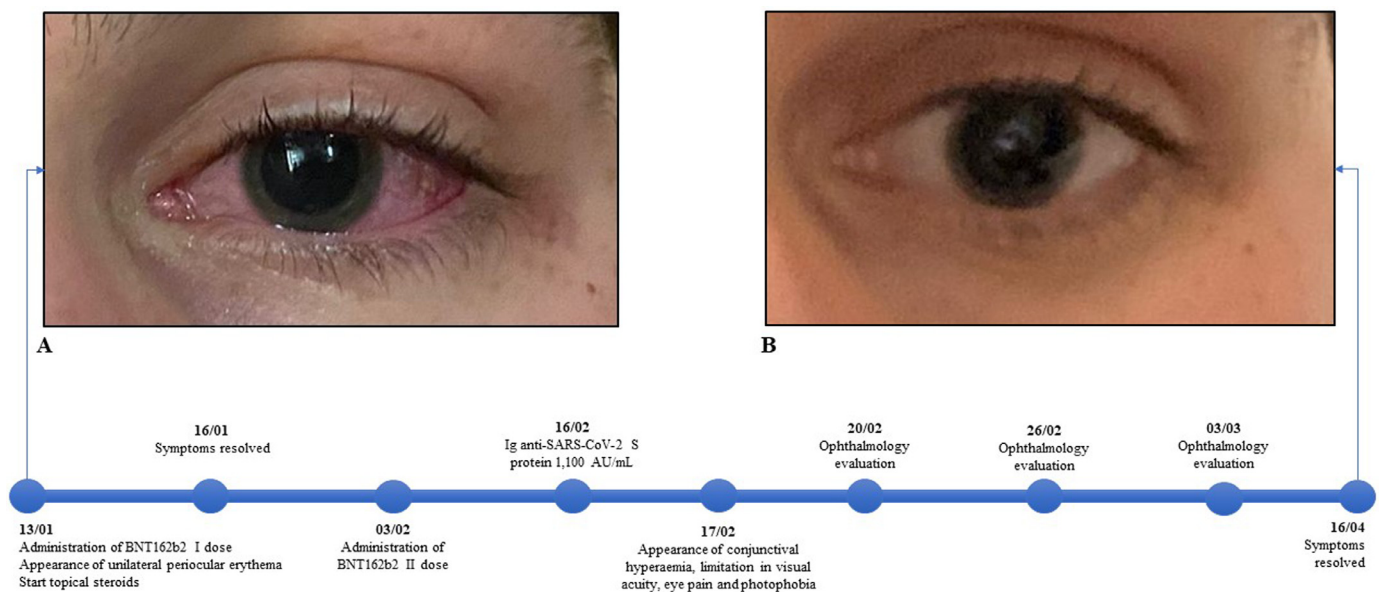 A
B
16/01
Symptoms resolved
16/02
Ig anti-SARS-CoV-2 S
protein 1,100 AU/mL
20/02
Ophthalmology
evaluation
26/02
Ophthalmology
evaluation
03/03
Ophthalmology
evaluation
13/01
Administration of BNT162b2 I dose
Appearance of unilateral periocular erythema
Start topical steroids
03/02
Administration of
BNT162b2 II dose
17/02
Appearance of conjunctival
hyperaemia, limitation in visual
acuity, eye pain and photophobia
16/04
Symptoms
resolved